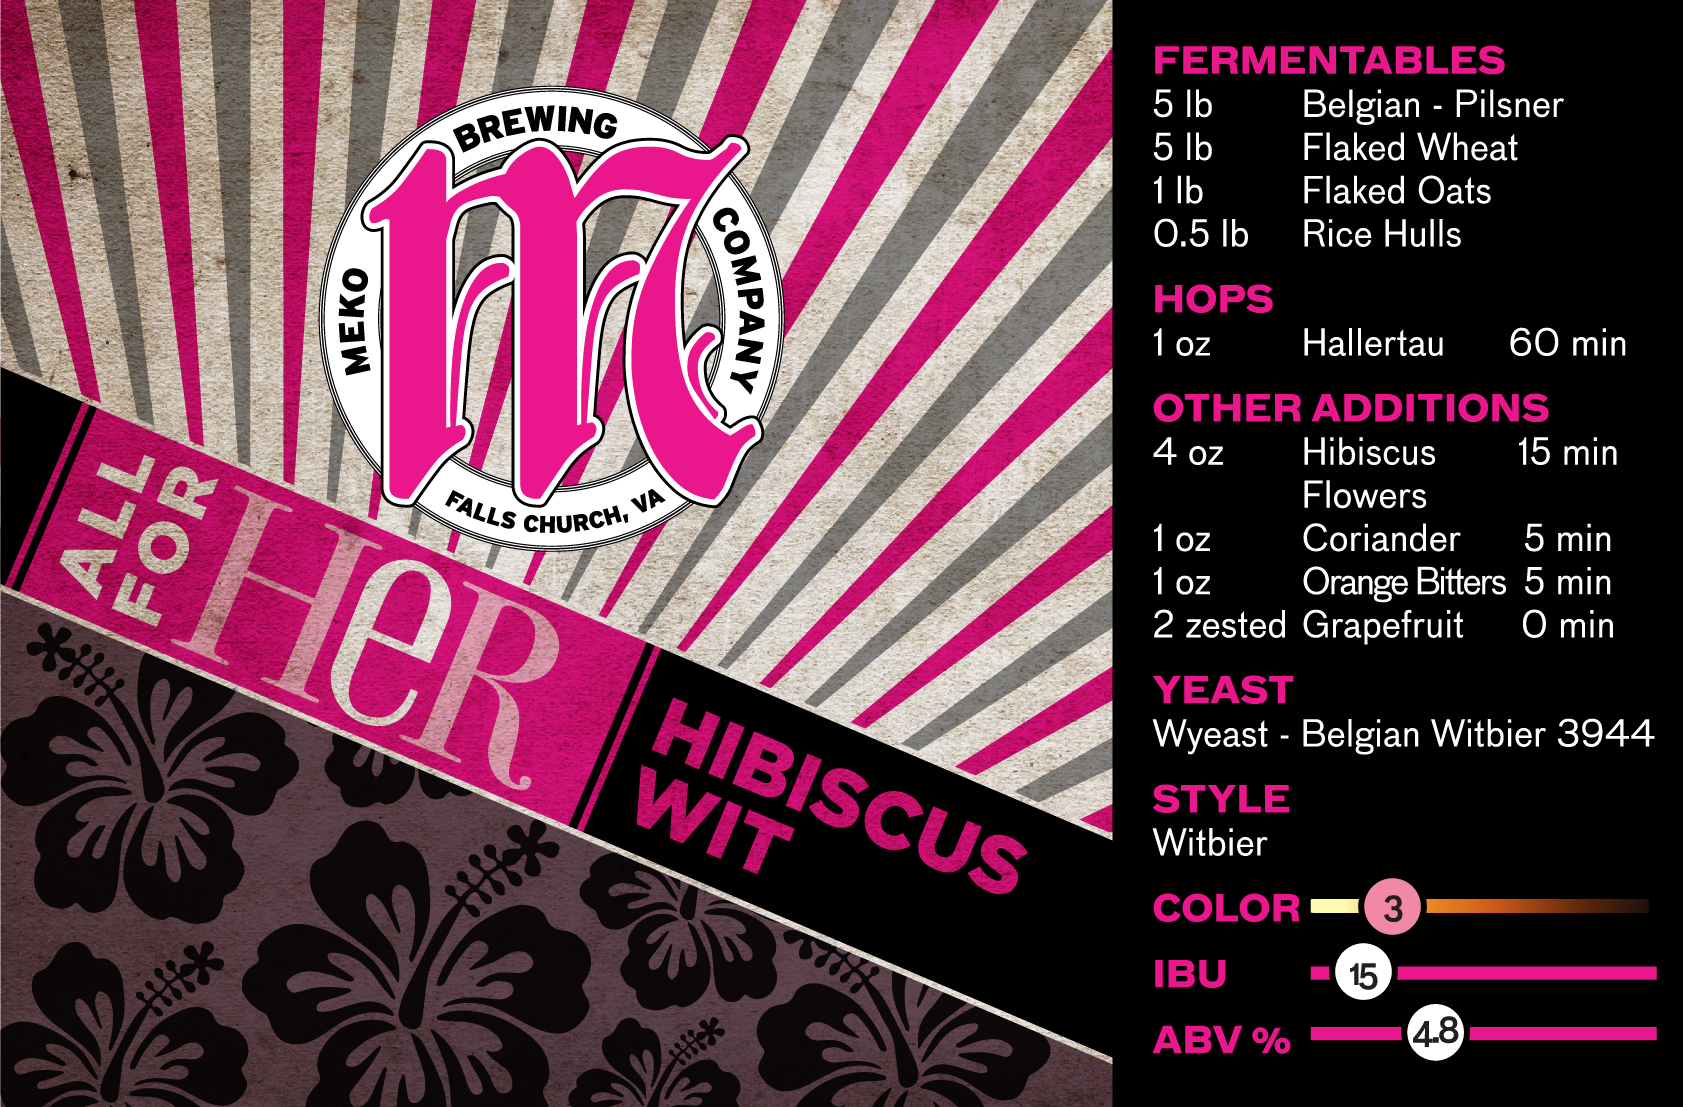 MEKO BREWING COMPANY
M
FALLS CHURCH, VA
ALL
FOR
HeR
HIBISCUS
WIT
FERMENTABLES
5 lb Belgian - Pilsner
5 lb Flaked Wheat
1 lb Flaked Oats
0.5 lb Rice Hulls
HOPS
1 oz Hallertau 60 min
OTHER ADDITIONS
4 oz Hibiscus 15 min
Flowers
1 oz Coriander 5 min
1 oz Orange Bitters 5 min
2 zested Grapefruit 0 min
YEAST
Wyeast - Belgian Witbier 3944
STYLE
Witbier
COLOR 3
IBU 15
ABV % 4.8